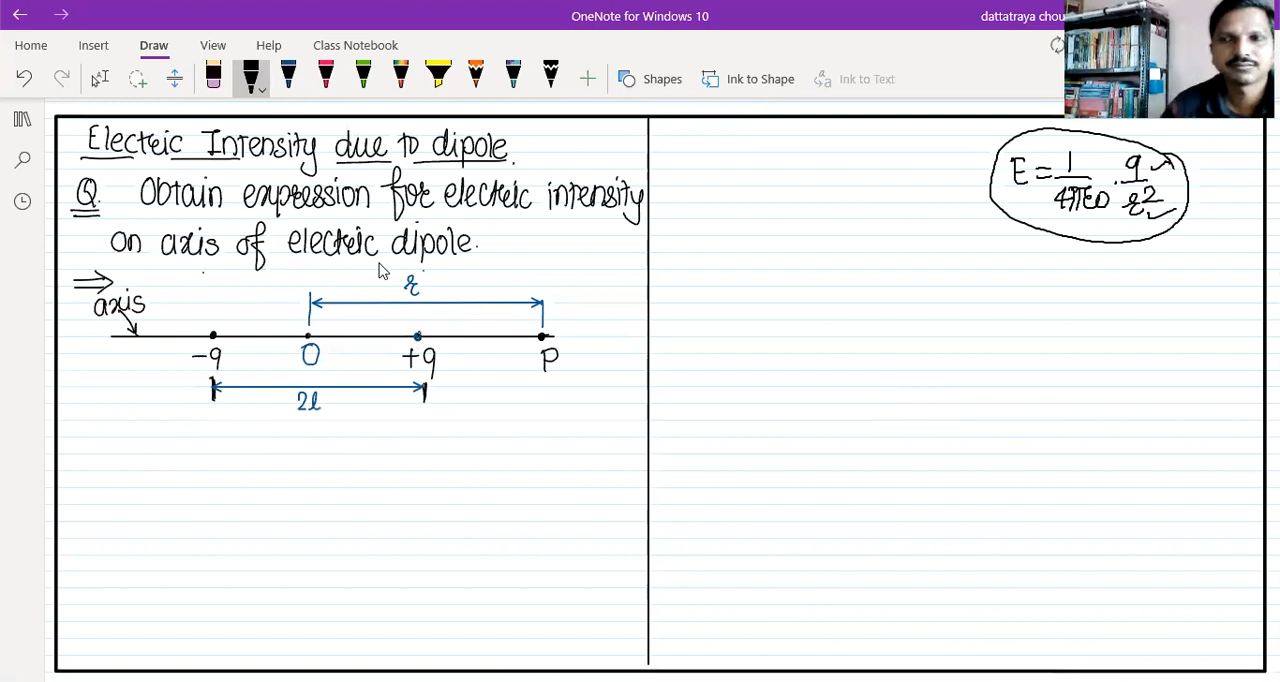 OneNote for Windows 10
dattatraya chou
Home Insert Draw View Help Class Notebook
Shapes Ink to Shape Ink to Text
Electric Intensity due to dipole.
Q. Obtain expression for electric intensity
on axis of electric dipole.
⇒
axis
r
-q O +q P
2l
E = 1/4π∈0 . q/r²